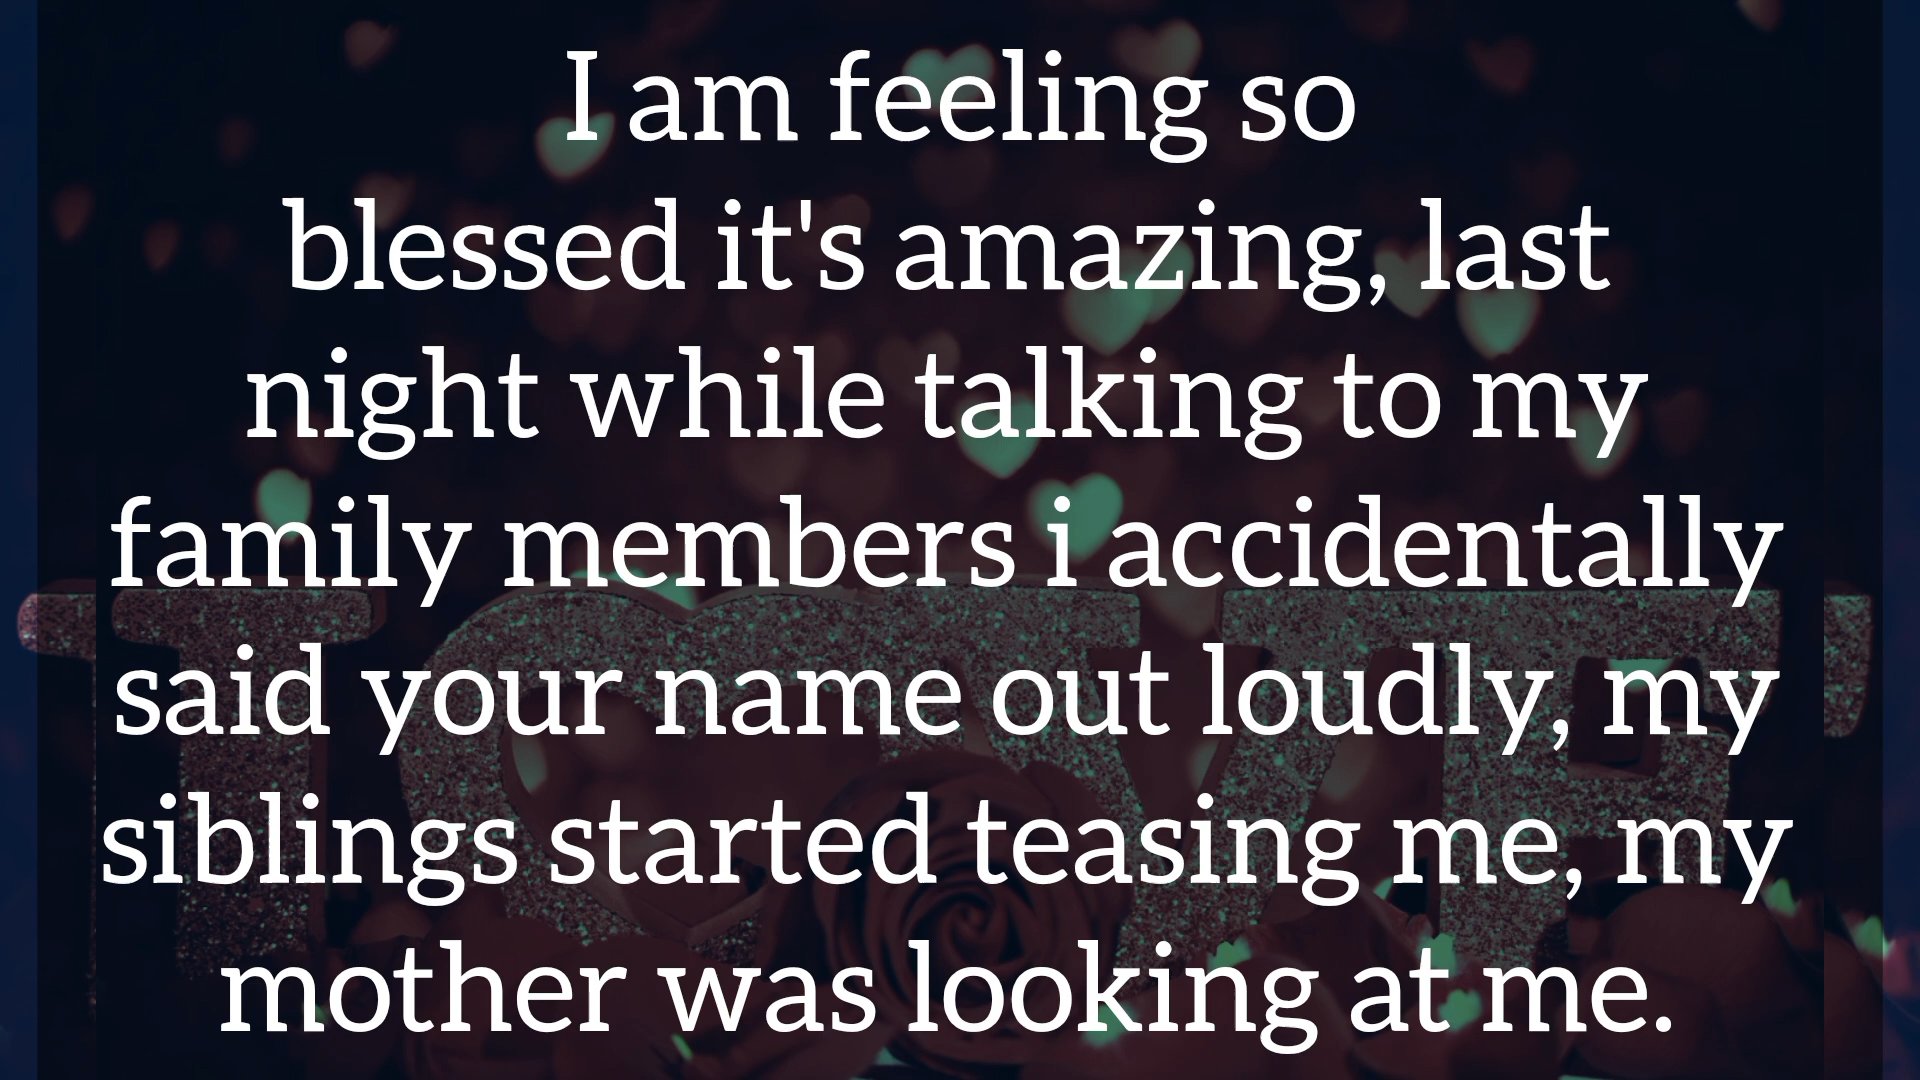 I am feeling so
blessed it's amazing, last
night while talking to my
family members i accidentally
said your name out loudly, my
siblings started teasing me, my
mother was looking at me.